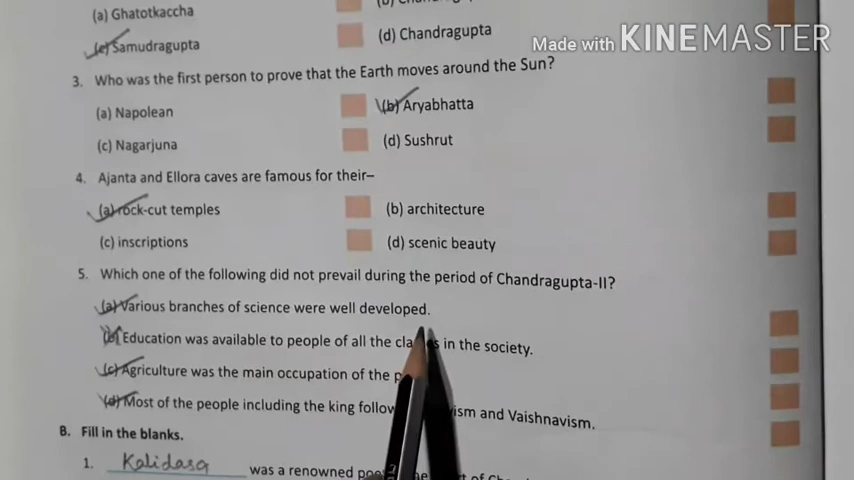 (a) Ghatotkaccha
(c) Samudragupta
(d) Chandragupta
Made with KINEMASTER
3. Who was the first person to prove that the Earth moves around the Sun?
(a) Napolean
(b) Aryabhatta
(c) Nagarjuna
(d) Sushrut
4. Ajanta and Ellora caves are famous for their–
(a) rock-cut temples
(b) architecture
(c) inscriptions
(d) scenic beauty
5. Which one of the following did not prevail during the period of Chandragupta-II?
(a) Various branches of science were well developed.
(b) Education was available to people of all the in the society.
(c) Agriculture was the main occupation of the
(d) Most of the people including the king and Vaishnavism.
B. Fill in the blanks.
1. Kalidasa was a renowned